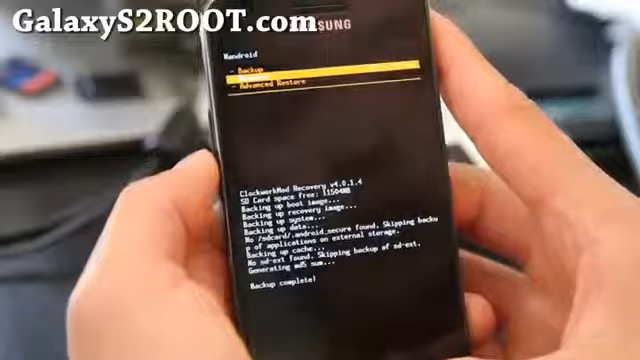 GalaxyS2ROOT.com
SAMSUNG
Nandroid
- Backup
- Advanced Restore
ClockworkMod Recovery v4.0.1.4
SD Card space free: 11504MB
Backing up boot image...
Backing up recovery image...
Backing up system...
Backing up data...
No /sdcard/.android_secure found. Skipping backu
p of applications on external storage.
Backing up cache...
No sd-ext found. Skipping backup of sd-ext.
Generating md5 sum...
Backup complete!